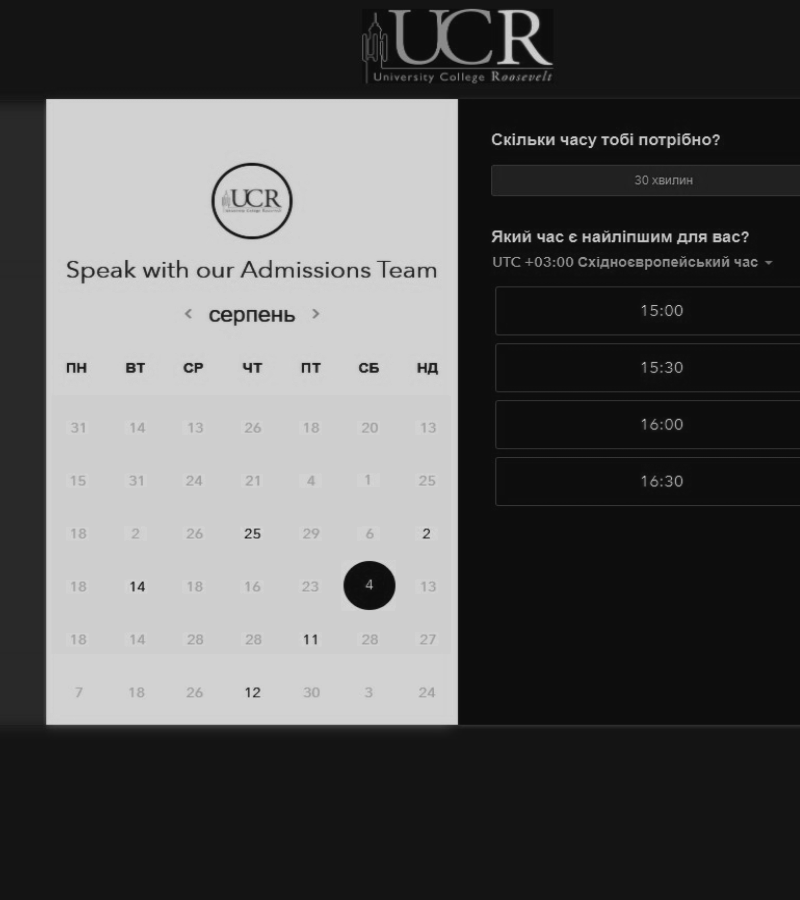 UCR
University College Roosevelt
UCR
Speak with our Admissions Team
серпень
ПН ВТ СР ЧТ ПТ СБ НД
31 14 13 26 18 20 13
15 31 24 21 4 1 25
18 2 26 25 29 6 2
18 14 18 16 23 4 13
18 14 28 28 11 28 27
7 18 26 12 30 3 24
Скільки часу тобі потрібно?
30 хвилин
Який час є найліпшим для вас?
UTC +03:00 Східноєвропейський час
15:00
15:30
16:00
16:30